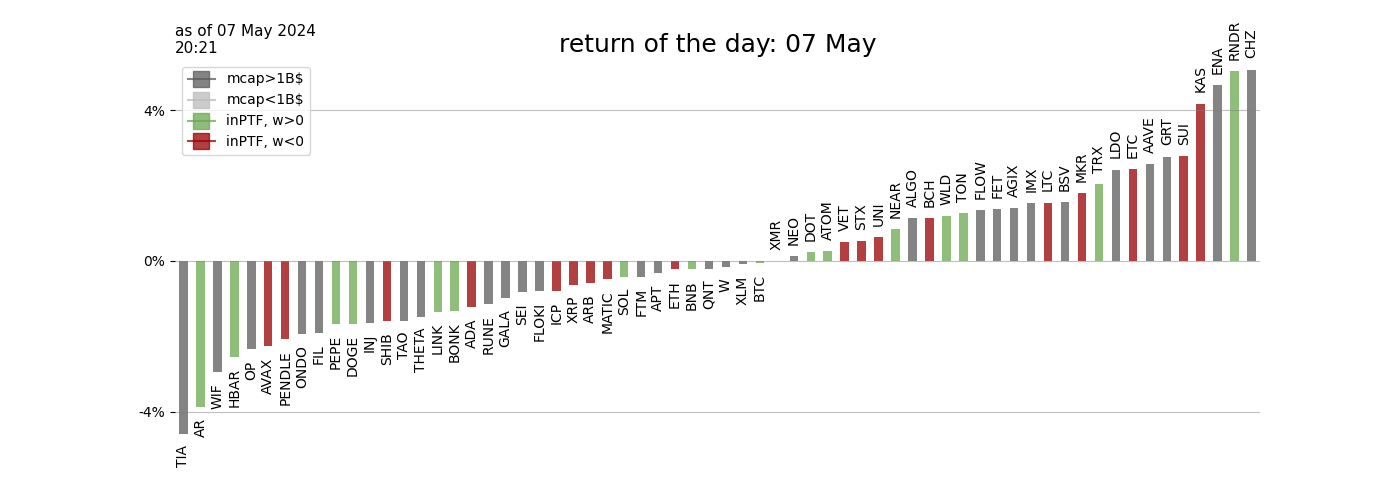 as of 07 May 2024
20:21
return of the day: 07 May
mcap>1B$
mcap<1B$
inPTF, w>0
inPTF, w<0
4%
0%
-4%
TIA
AR
WIF
HBAR
OP
AVAX
PENDLE
ONDO
FIL
PEPE
DOGE
INJ
SHIB
TAO
THETA
LINK
BONK
ADA
RUNE
GALA
SEI
FLOKI
ICP
XRP
ARB
MATIC
SOL
FTM
APT
ETH
BNB
QNT
W
XLM
BTC
XMR
NEO
DOT
ATOM
VET
STX
UNI
NEAR
ALGO
BCH
WLD
TON
FLOW
FET
AGIX
IMX
LTC
BSV
MKR
TRX
LDO
ETC
AAVE
GRT
SUI
KAS
ENA
RNDR
CHZ